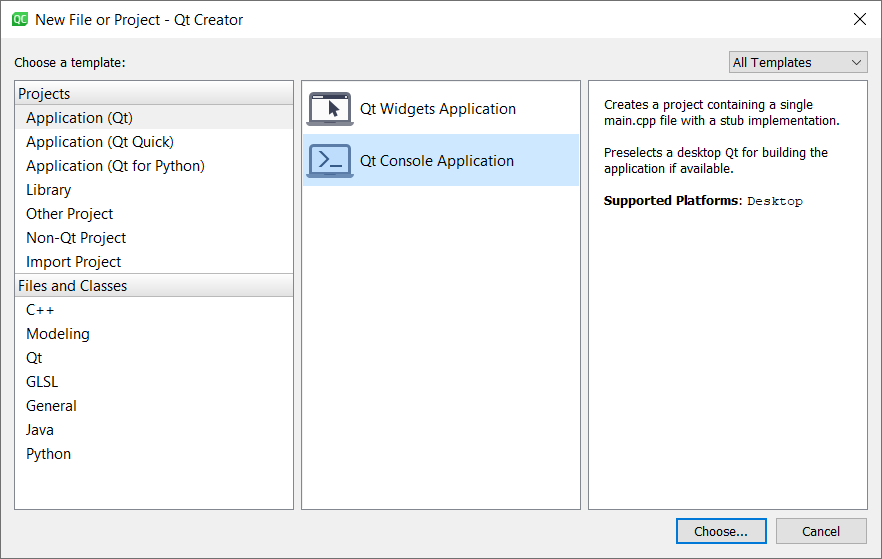 QC New File or Project - Qt Creator
Choose a template:
All Templates
Projects
Application (Qt)
Application (Qt Quick)
Application (Qt for Python)
Library
Other Project
Non-Qt Project
Import Project
Files and Classes
C++
Modeling
Qt
GLSL
General
Java
Python
Qt Widgets Application
Qt Console Application
Creates a project containing a single
main.cpp file with a stub implementation.
Preselects a desktop Qt for building the
application if available.
Supported Platforms: Desktop
Choose...
Cancel